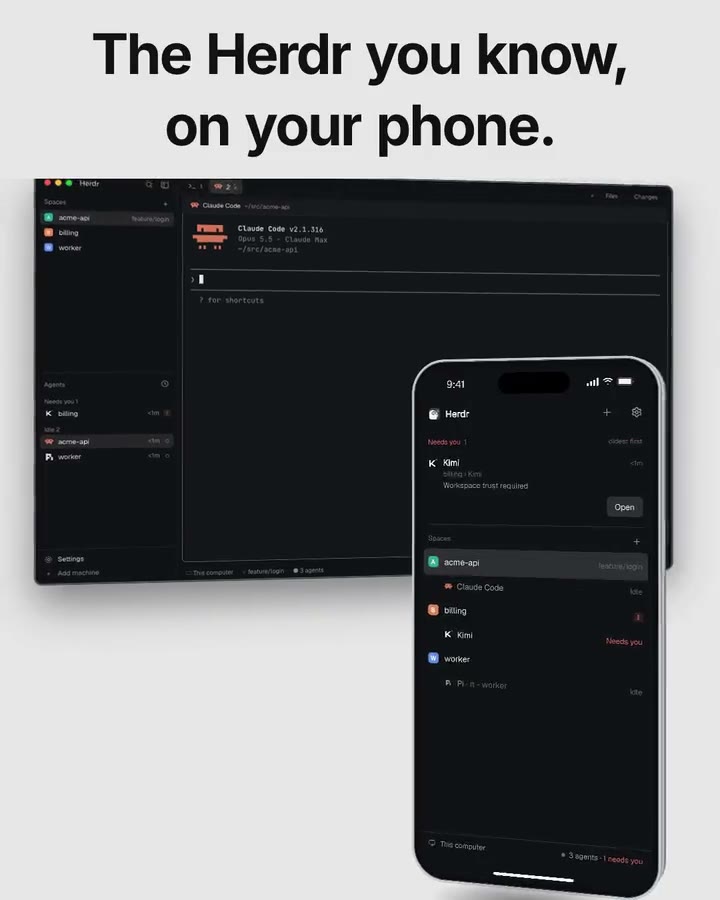 The Herdr you know,
on your phone.
Herdr
Spaces +
acme-api feature/login
billing
worker
Agents
Needs you 1
billing <1m
Idle 2
acme-api <1m
worker <1m
Settings
+ Add machine
2
+ Files Changes
Claude Code ~/src/acme-api
Claude Code v2.1.316
Opus 5.5 · Claude Max
~/src/acme-api
❯
? for shortcuts
This computer feature/login 3 agents
9:41
Herdr +
Needs you 1 oldest first
K Kimi <1m
billing · Kimi
Workspace trust required
Open
Spaces +
A acme-api feature/login
Claude Code Idle
billing
K Kimi Needs you
W worker
Pi · π - worker Idle
This computer 3 agents · 1 needs you